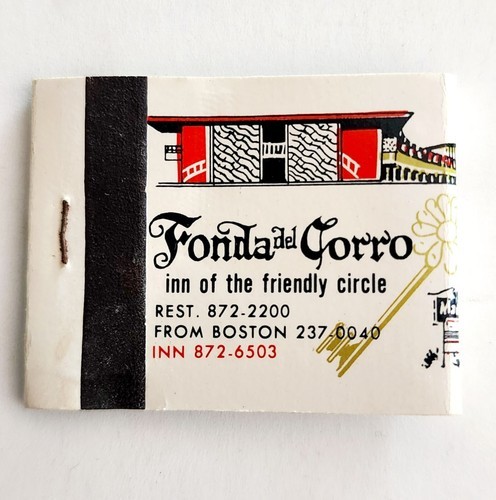 Fonda del Corro
inn of the friendly circle
REST. 872-2200
FROM BOSTON 237-0040
INN 872-6503